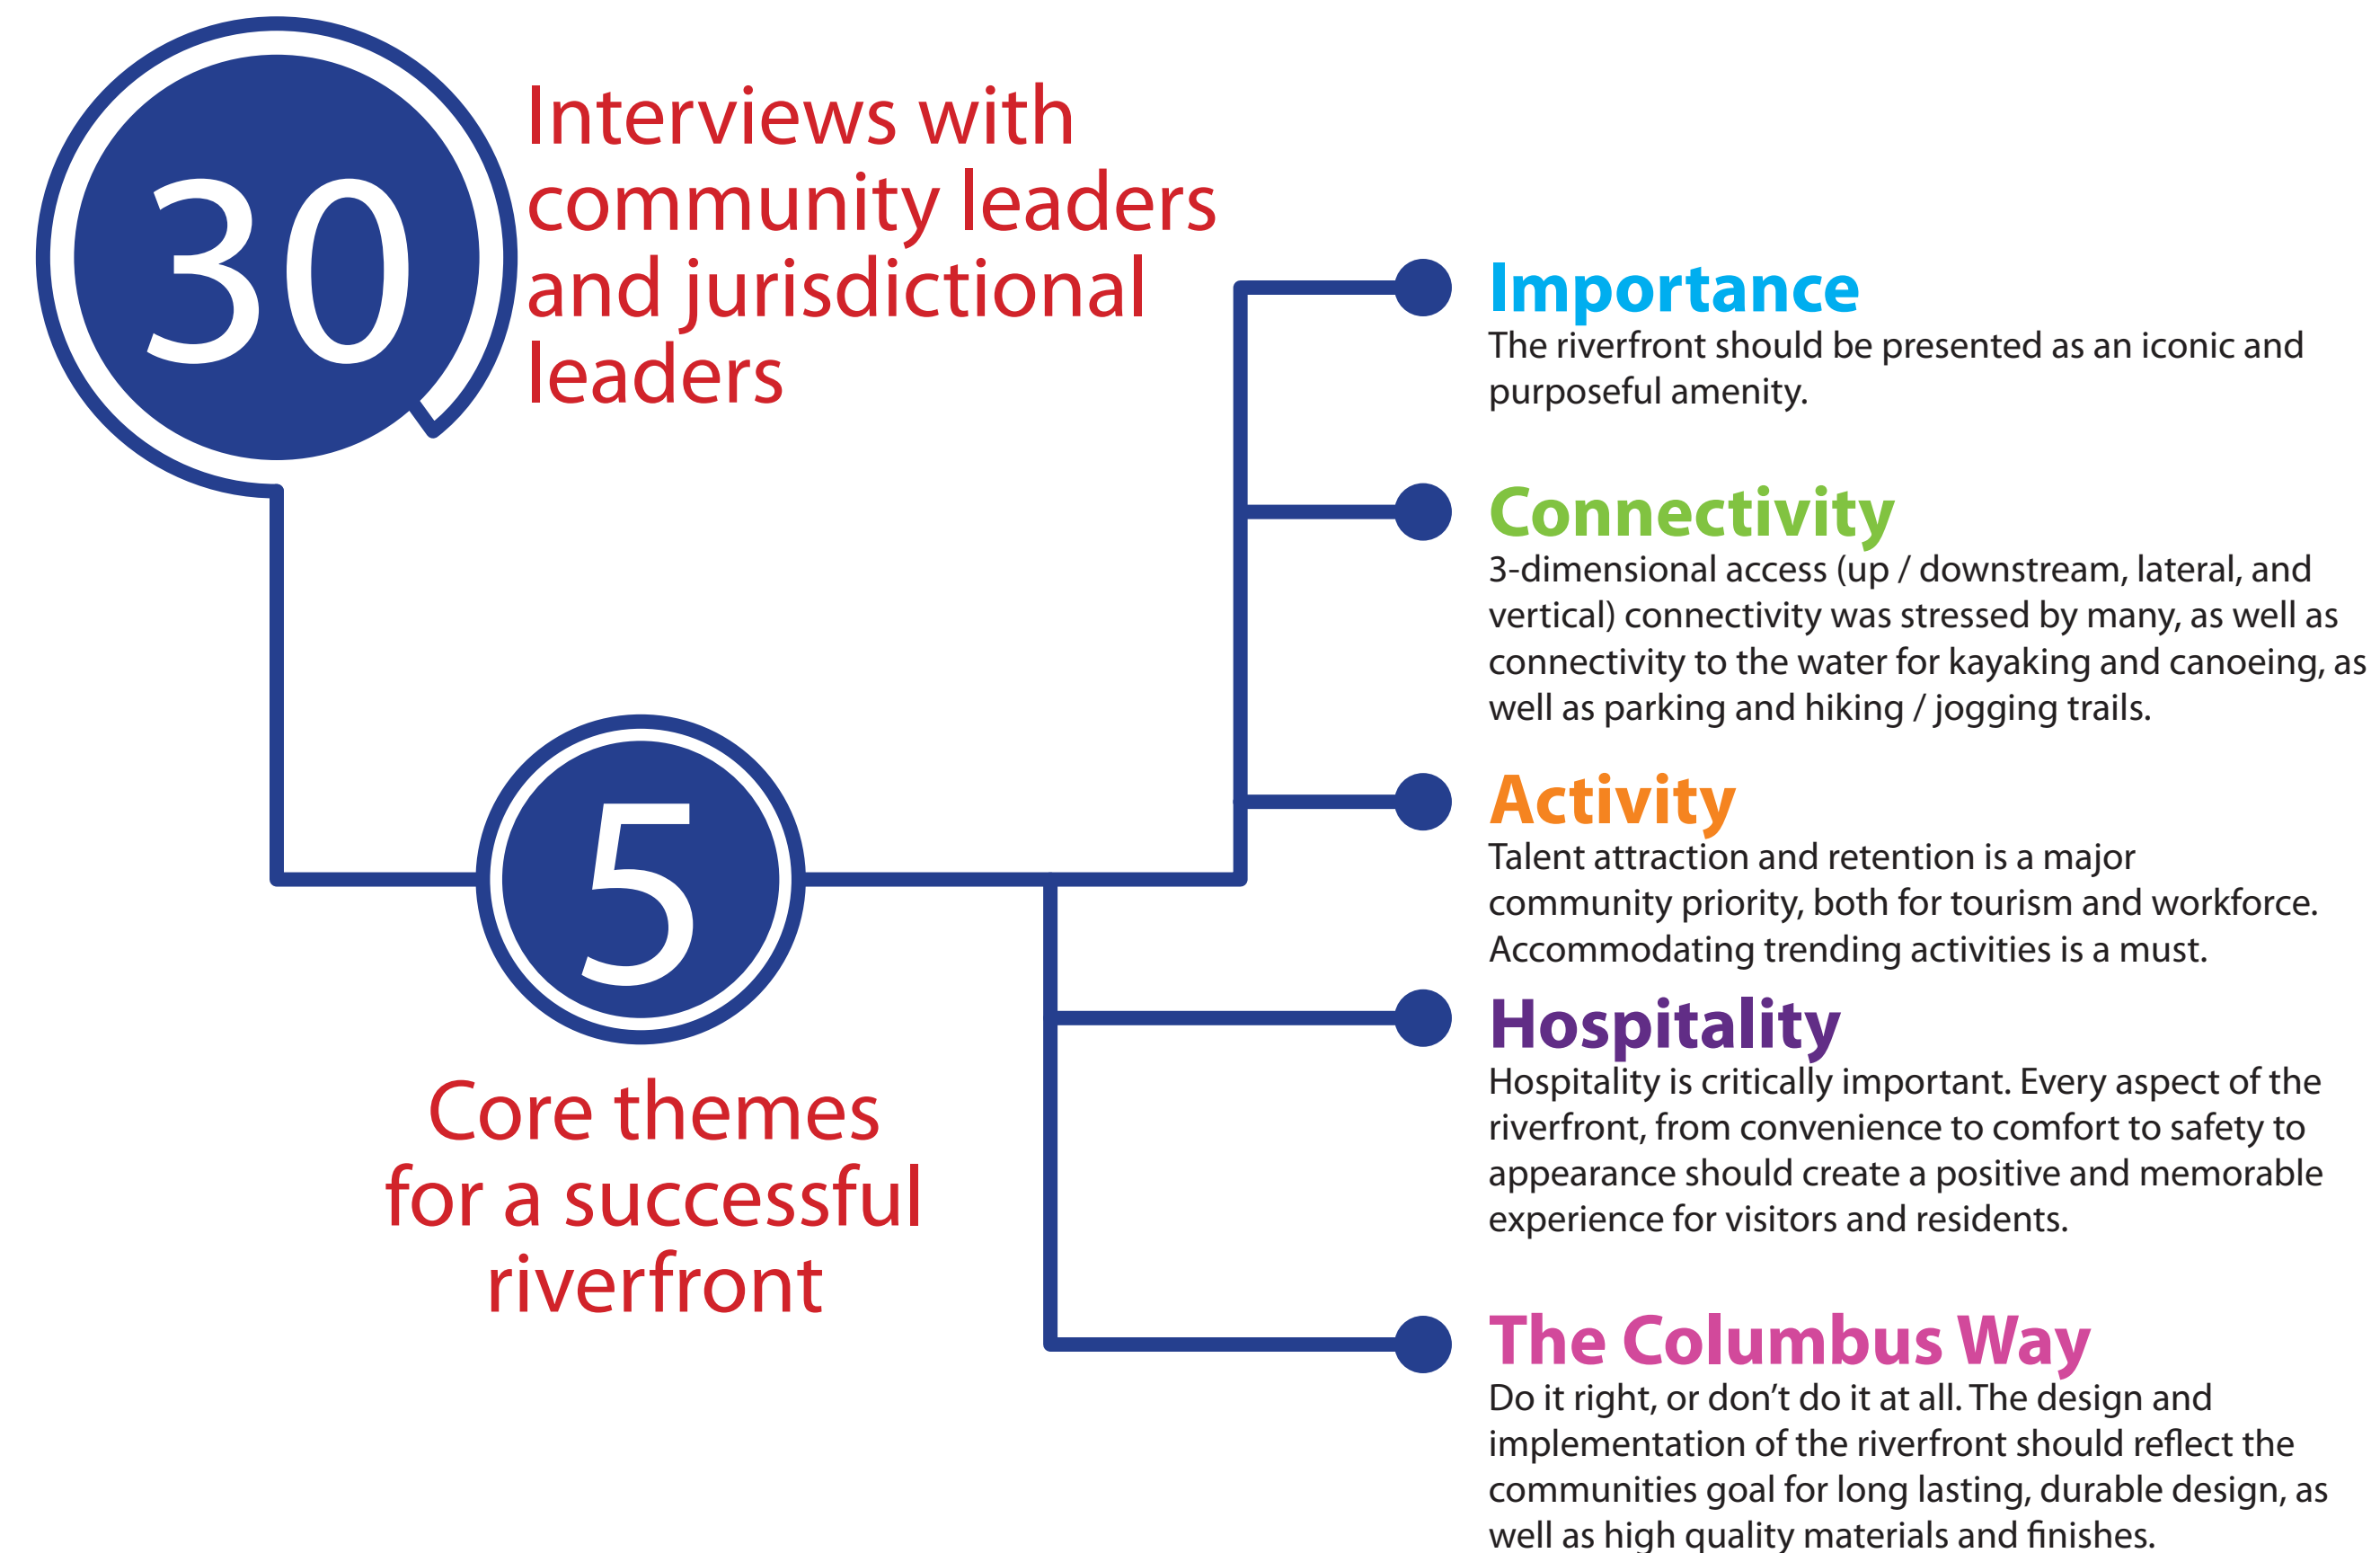 30
Interviews with
community leaders
and jurisdictional
leaders
5
Core themes
for a successful
riverfront
Importance
The riverfront should be presented as an iconic and
purposeful amenity.
Connectivity
3-dimensional access (up / downstream, lateral, and
vertical) connectivity was stressed by many, as well as
connectivity to the water for kayaking and canoeing, as
well as parking and hiking / jogging trails.
Activity
Talent attraction and retention is a major
community priority, both for tourism and workforce.
Accommodating trending activities is a must.
Hospitality
Hospitality is critically important. Every aspect of the
riverfront, from convenience to comfort to safety to
appearance should create a positive and memorable
experience for visitors and residents.
The Columbus Way
Do it right, or don’t do it at all. The design and
implementation of the riverfront should reflect the
communities goal for long lasting, durable design, as
well as high quality materials and finishes.